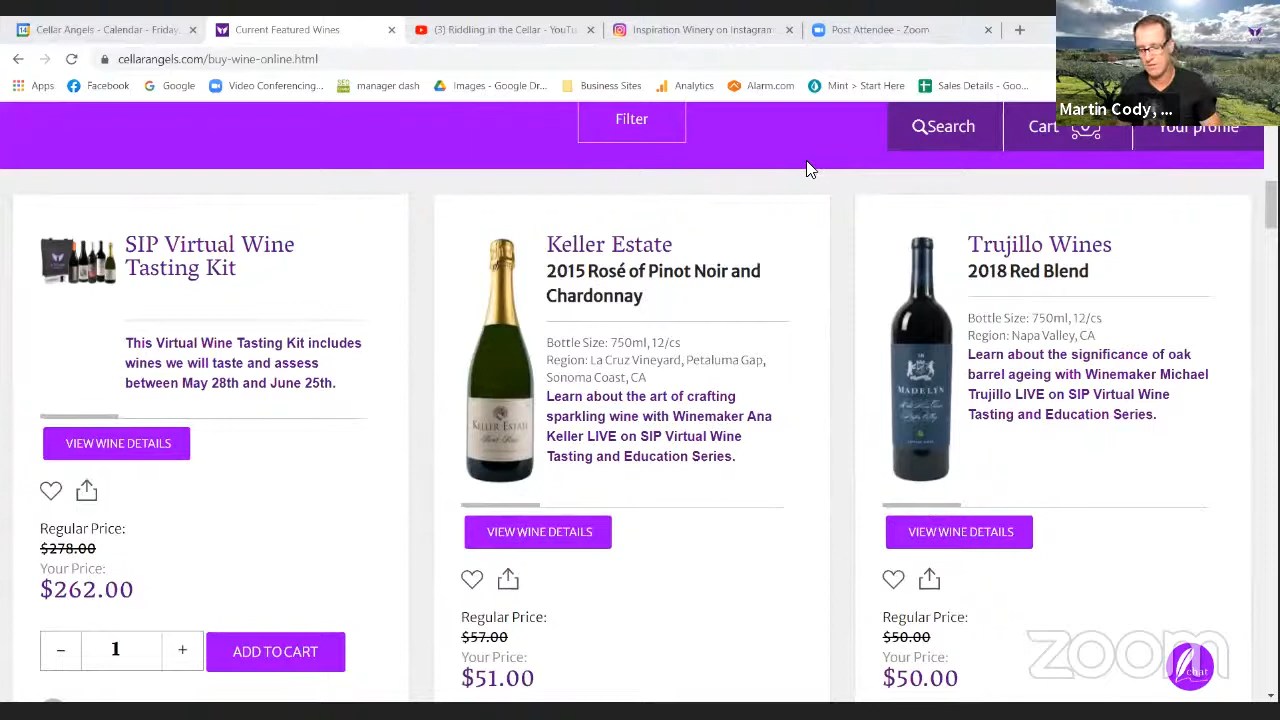 Cellar Angels - Calendar - Friday,
Current Featured Wines
(3) Riddling in the Cellar - YouTu
Inspiration Winery on Instagram
Post Attendee - Zoom
cellarangels.com/buy-wine-online.html
Apps
Facebook
Google
Video Conferencing...
manager dash
Images - Google Dr...
Business Sites
Analytics
Alarm.com
Mint > Start Here
Sales Details - Goo...
Martin Cody, ...
Filter
Search
Cart
0
Your profile
SIP Virtual Wine
Tasting Kit
This Virtual Wine Tasting Kit includes
wines we will taste and assess
between May 28th and June 25th.
VIEW WINE DETAILS
Regular Price:
$278.00
Your Price:
$262.00
-
1
+
ADD TO CART
Keller Estate
2015 Rosé of Pinot Noir and
Chardonnay
Bottle Size: 750ml, 12/cs
Region: La Cruz Vineyard, Petaluma Gap,
Sonoma Coast, CA
Learn about the art of crafting
sparkling wine with Winemaker Ana
Keller LIVE on SIP Virtual Wine
Tasting and Education Series.
KELLER ESTATE
VIEW WINE DETAILS
Regular Price:
$57.00
Your Price:
$51.00
Trujillo Wines
2018 Red Blend
Bottle Size: 750ml, 12/cs
Region: Napa Valley, CA
Learn about the significance of oak
barrel ageing with Winemaker Michael
Trujillo LIVE on SIP Virtual Wine
Tasting and Education Series.
MADELYN
VIEW WINE DETAILS
Regular Price:
$50.00
Your Price:
$50.00
zoom
chat